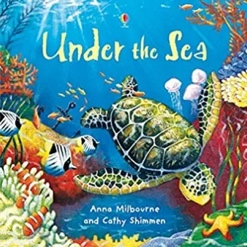 Under the Sea
Anna Milbourne
and Cathy Shimmen